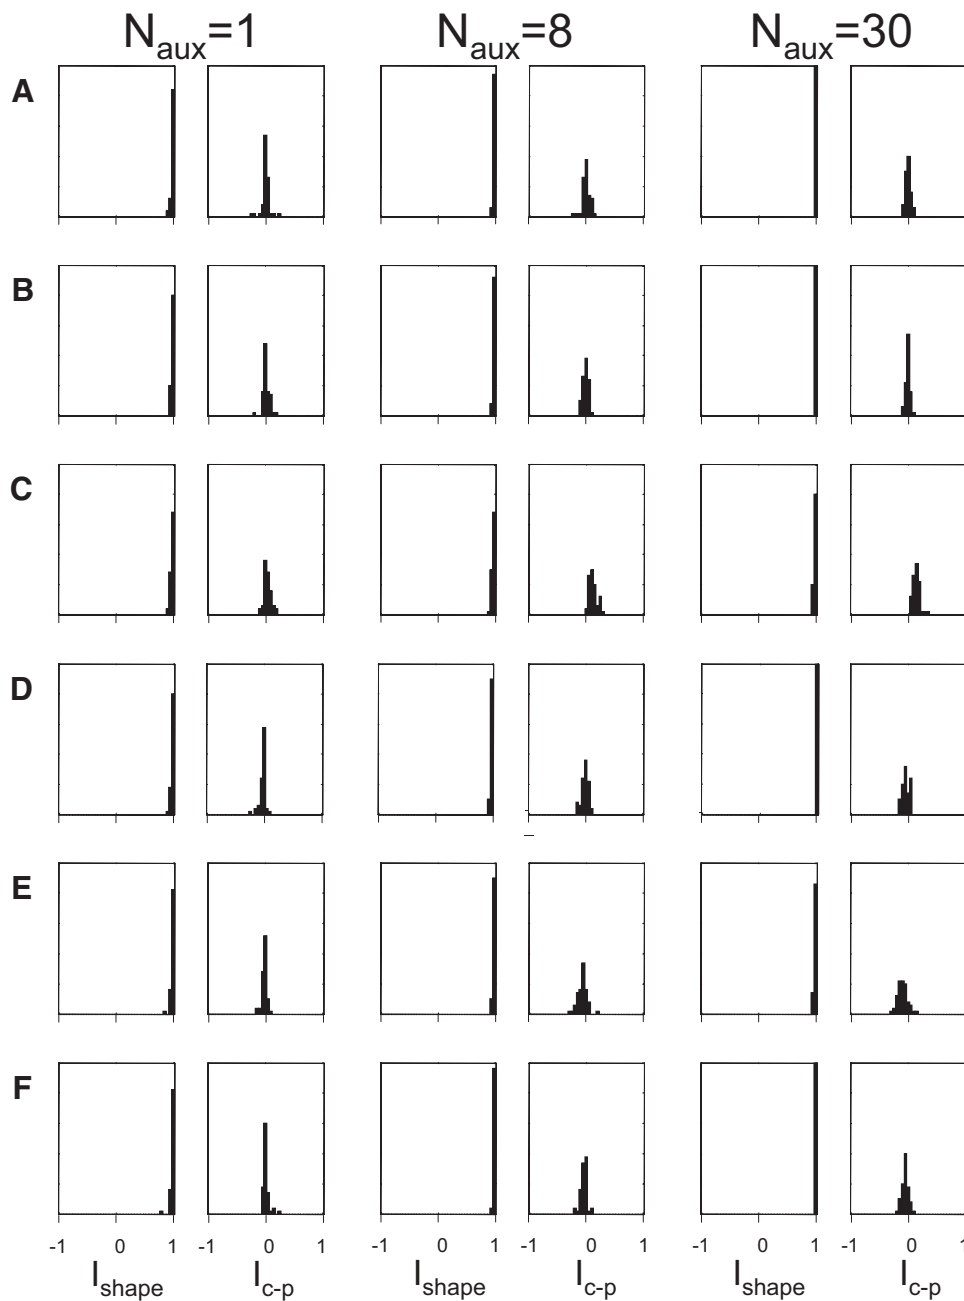 N_aux=1 N_aux=8 N_aux=30
A
B
C
D
E
F
-1 0 1 -1 0 1 -1 0 1 -1 0 1 -1 0 1 -1 0 1
I_shape I_c-p I_shape I_c-p I_shape I_c-p